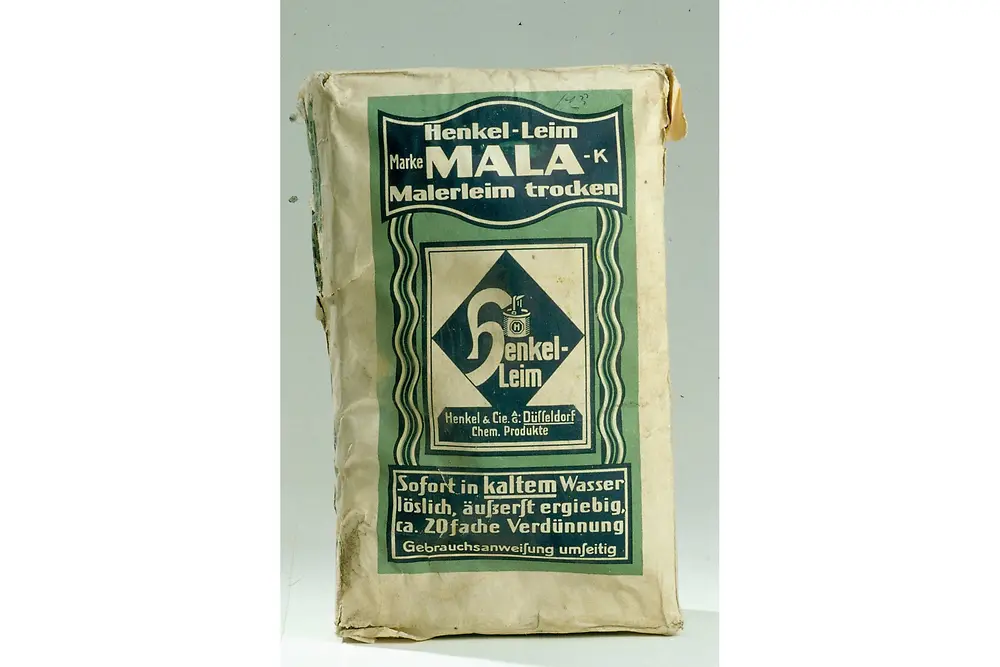 Henkel-Leim
Marke MALA-K
Malerleim trocken
Henkel-
Leim
Henkel & Cie. A.G. Düſſeldorf
Chem. Produkte
Sofort in kaltem Waſſer
löslich, äußerſt ergiebig,
ca. 20fache Verdünnung
Gebrauchsanweiſung umſeitig